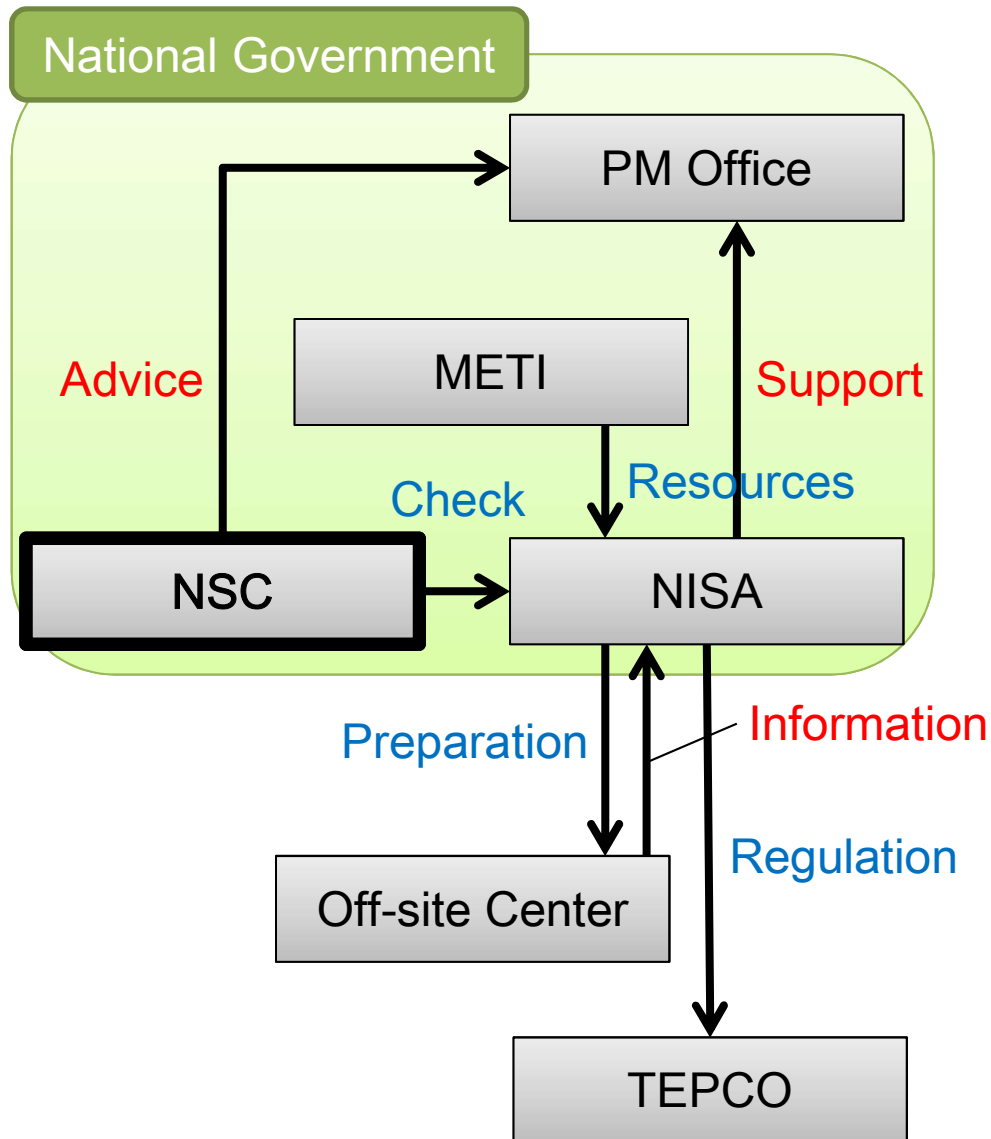 National Government
PM Office
METI
Advice
Support
Check
Resources
NSC
NISA
Preparation
Information
Regulation
Off-site Center
TEPCO